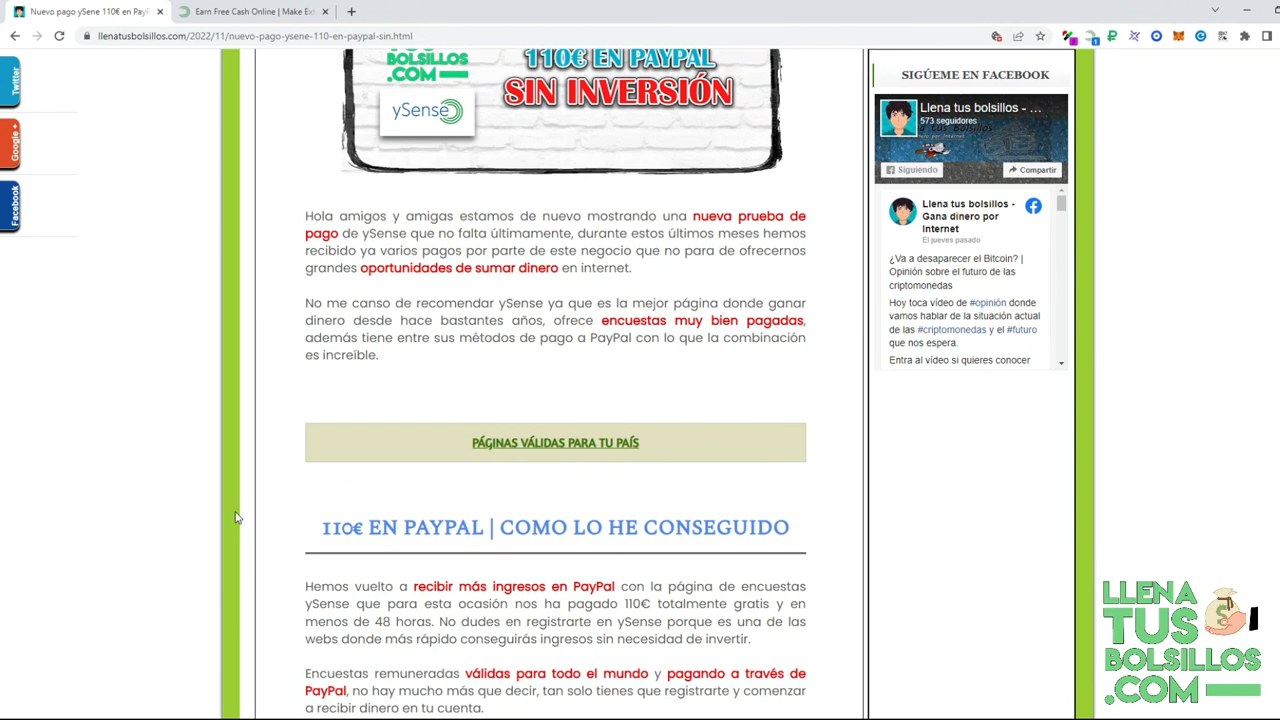 Nuevo pago ySene 110€ en PayP
Earn Free Cash Online | Make Ext
llenatusbolsillos.com/2022/11/nuevo-pago-ysene-110-en-paypal-sin.html
Twitter
Google +
Facebook
BOLSILLOS
.COM
110€ EN PAYPAL
SIN INVERSIÓN
ySense
Hola amigos y amigas estamos de nuevo mostrando una nueva prueba de
pago de ySense que no falta últimamente, durante estos últimos meses hemos
recibido ya varios pagos por parte de este negocio que no para de ofrecernos
grandes oportunidades de sumar dinero en internet.
No me canso de recomendar ySense ya que es la mejor página donde ganar
dinero desde hace bastantes años, ofrece encuestas muy bien pagadas,
además tiene entre sus métodos de pago a PayPal con lo que la combinación
es increíble.
PÁGINAS VÁLIDAS PARA TU PAÍS
110€ EN PAYPAL | COMO LO HE CONSEGUIDO
Hemos vuelto a recibir más ingresos en PayPal con la página de encuestas
ySense que para esta ocasión nos ha pagado 110€ totalmente gratis y en
menos de 48 horas. No dudes en registrarte en ySense porque es una de las
webs donde más rápido conseguirás ingresos sin necesidad de invertir.
Encuestas remuneradas válidas para todo el mundo y pagando a través de
PayPal, no hay mucho más que decir, tan solo tienes que registrarte y comenzar
a recibir dinero en tu cuenta.
SIGÚEME EN FACEBOOK
Llena tus bolsillos - ...
573 seguidores
Siguiendo
Compartir
Llena tus bolsillos -
Gana dinero por
Internet
El jueves pasado
¿Va a desaparecer el Bitcoin? |
Opinión sobre el futuro de las
criptomonedas
Hoy toca vídeo de #opinión donde
vamos hablar de la situación actual
de las #criptomonedas y el #futuro
que nos espera.
Entra al vídeo si quieres conocer
LLENA
TUS
BOLSILLOS
.COM